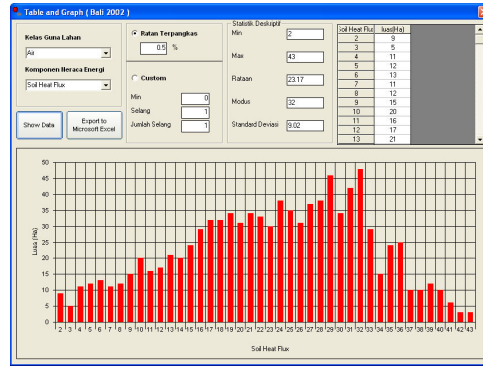 Table and Graph ( Bali 2002 )
Kelas Guna Lahan
Air
Komponen Neraca Energi
Soil Heat Flux
Show Data
Export to Microsoft Excel
Ratan Terpangkas
0.5 %
Custom
Min 0
Selang 1
Jumlah Selang 1
Statistik Deskriptif
Min 2
Max 43
Rataan 23.17
Modus 32
Standard Deviasi 9.02
Soil Heat Flux luas(Ha)
2 9
3 5
4 11
5 12
6 13
7 11
8 12
9 15
10 20
11 16
12 17
13 21
50
45
40
35
30
25
20
15
10
5
0
Luas (Ha)
2 3 4 5 6 7 8 9 10 11 12 13 14 15 16 17 18 19 20 21 22 23 24 25 26 27 28 29 30 31 32 33 34 35 36 37 38 39 40 41 42 43
Soil Heat Flux